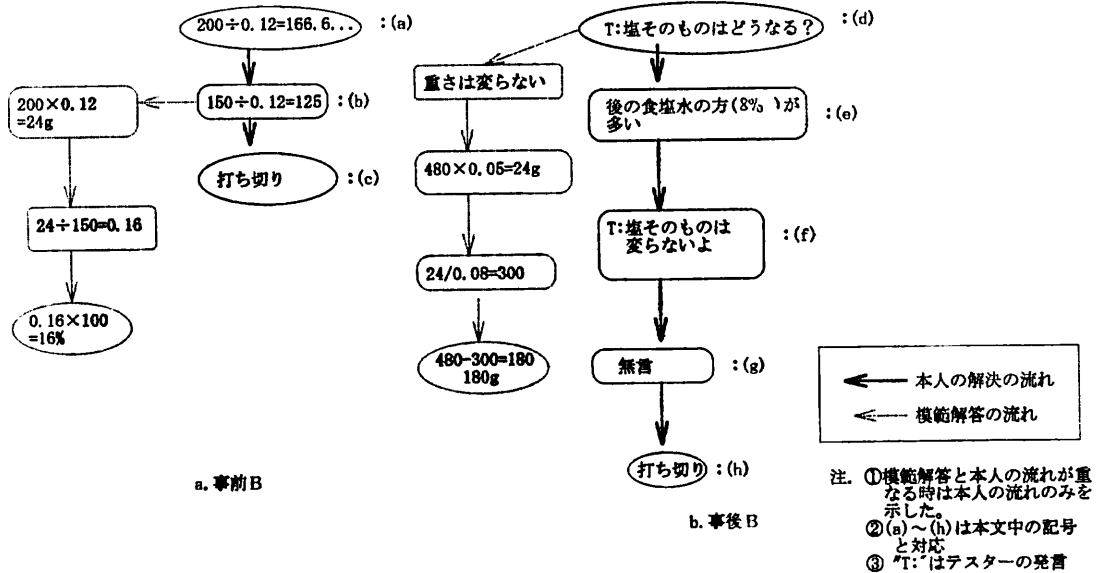 200÷0.12=166.6...
:(a)
150÷0.12=125
:(b)
200×0.12
=24g
打ち切り
:(c)
24÷150=0.16
0.16×100
=16%
a.事前B
T:塩そのものはどうなる?
:(d)
重さは変らない
後の食塩水の方(8%)が
多い
:(e)
480×0.05=24g
T:塩そのものは
変らないよ
:(f)
24/0.08=300
480-300=180
180g
無言
:(g)
打ち切り
:(h)
b.事後B
本人の解決の流れ
模範解答の流れ
注. ①模範解答と本人の流れが重
なる時は本人の流れのみを
示した。
②(a)~(h)は本文中の記号
と対応
③ "T:"はテスターの発言